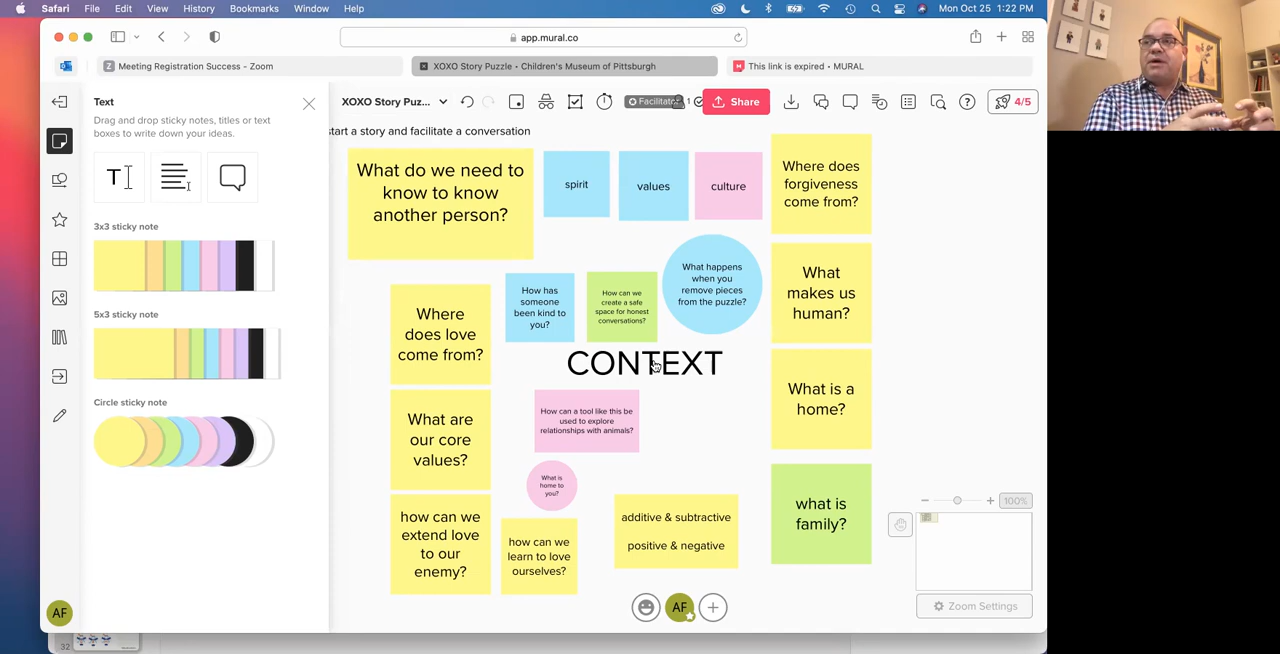 Safari File Edit View History Bookmarks Window Help
Mon Oct 25 1:22 PM
app.mural.co
Meeting Registration Success - Zoom
XOXO Story Puzzle • Children's Museum of Pittsburgh
This link is expired • MURAL
Text
Drag and drop sticky notes, titles or text
boxes to write down your ideas.
XOXO Story Puz...
Facilitator
1
Share
4/5
T
3x3 sticky note
5x3 sticky note
Circle sticky note
AF
start a story and facilitate a conversation
What do we need to
know to know
another person?
spirit
values
culture
Where does
forgiveness
come from?
What happens
when you
remove pieces
from the puzzle?
How has
someone
been kind to
you?
How can we
create a safe
space for honest
conversations?
What
makes us
human?
Where
does love
come from?
CONTEXT
What is a
home?
How can a tool like this be
used to explore
relationships with animals?
What are
our core
values?
What is
home to
you?
what is
family?
how can we
extend love
to our
enemy?
how can we
learn to love
ourselves?
additive & subtractive
positive & negative
100%
Zoom Settings
AF
32